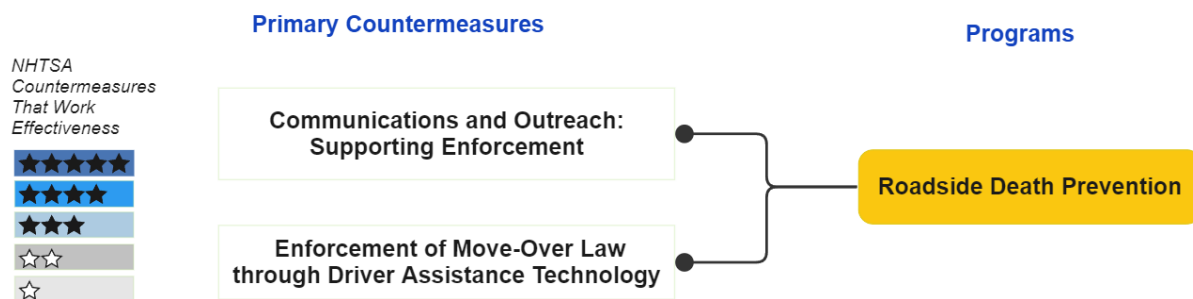 Primary Countermeasures
Programs
NHTSA
Countermeasures
That Work
Effectiveness
Communications and Outreach:
Supporting Enforcement
Roadside Death Prevention
Enforcement of Move-Over Law
through Driver Assistance Technology